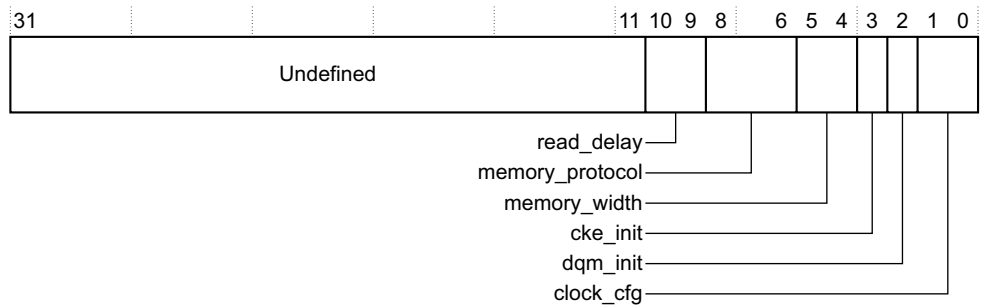 31 11 10 9 8 6 5 4 3 2 1 0
Undefined
read_delay
memory_protocol
memory_width
cke_init
dqm_init
clock_cfg